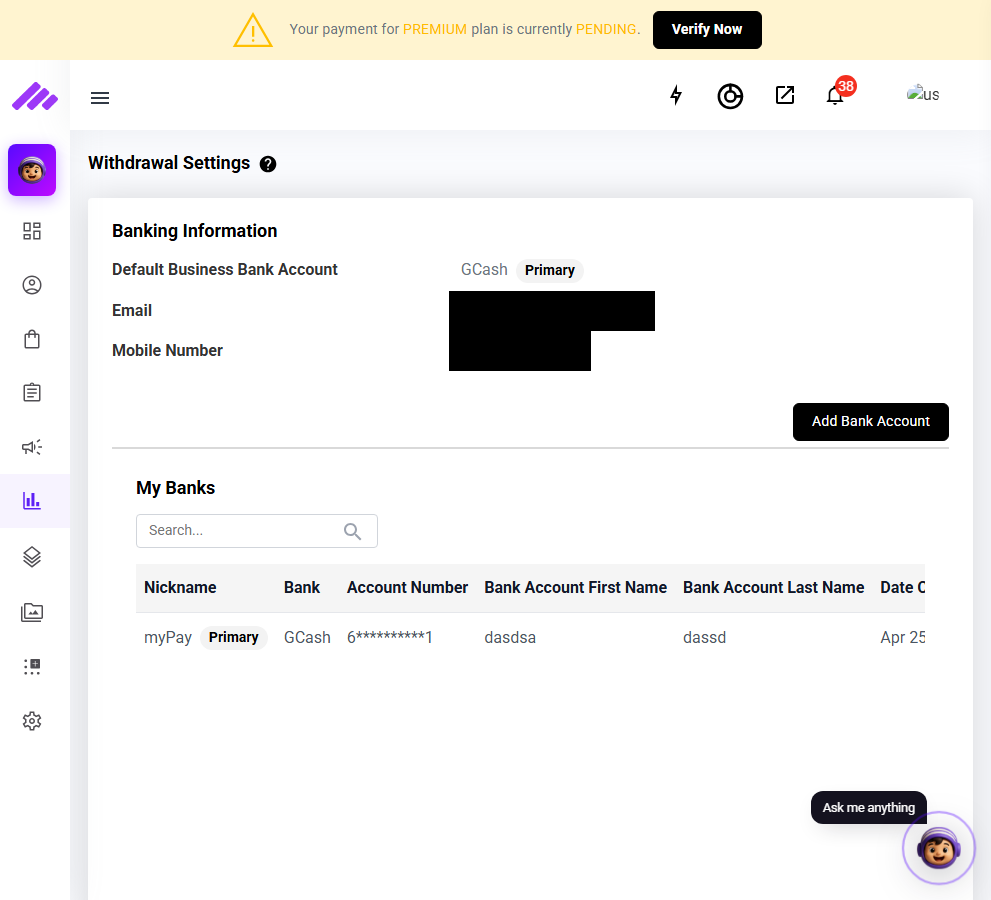 Your payment for PREMIUM plan is currently PENDING. Verify Now
38
us
Withdrawal Settings ?
Banking Information
Default Business Bank Account GCash Primary
Email
Mobile Number
Add Bank Account
My Banks
Search...
Nickname Bank Account Number Bank Account First Name Bank Account Last Name Date C
myPay Primary GCash 6**********1 dasdsa dassd Apr 25
Ask me anything